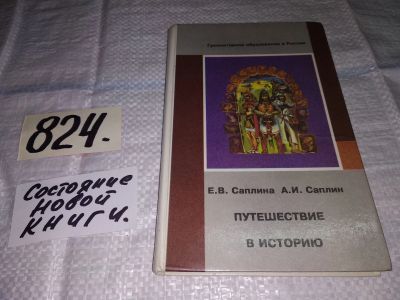 824.
Состояние
новой
книги.
Гуманитарное образование в России
Е.В. Саплина А.И. Саплин
ПУТЕШЕСТВИЕ
В ИСТОРИЮ